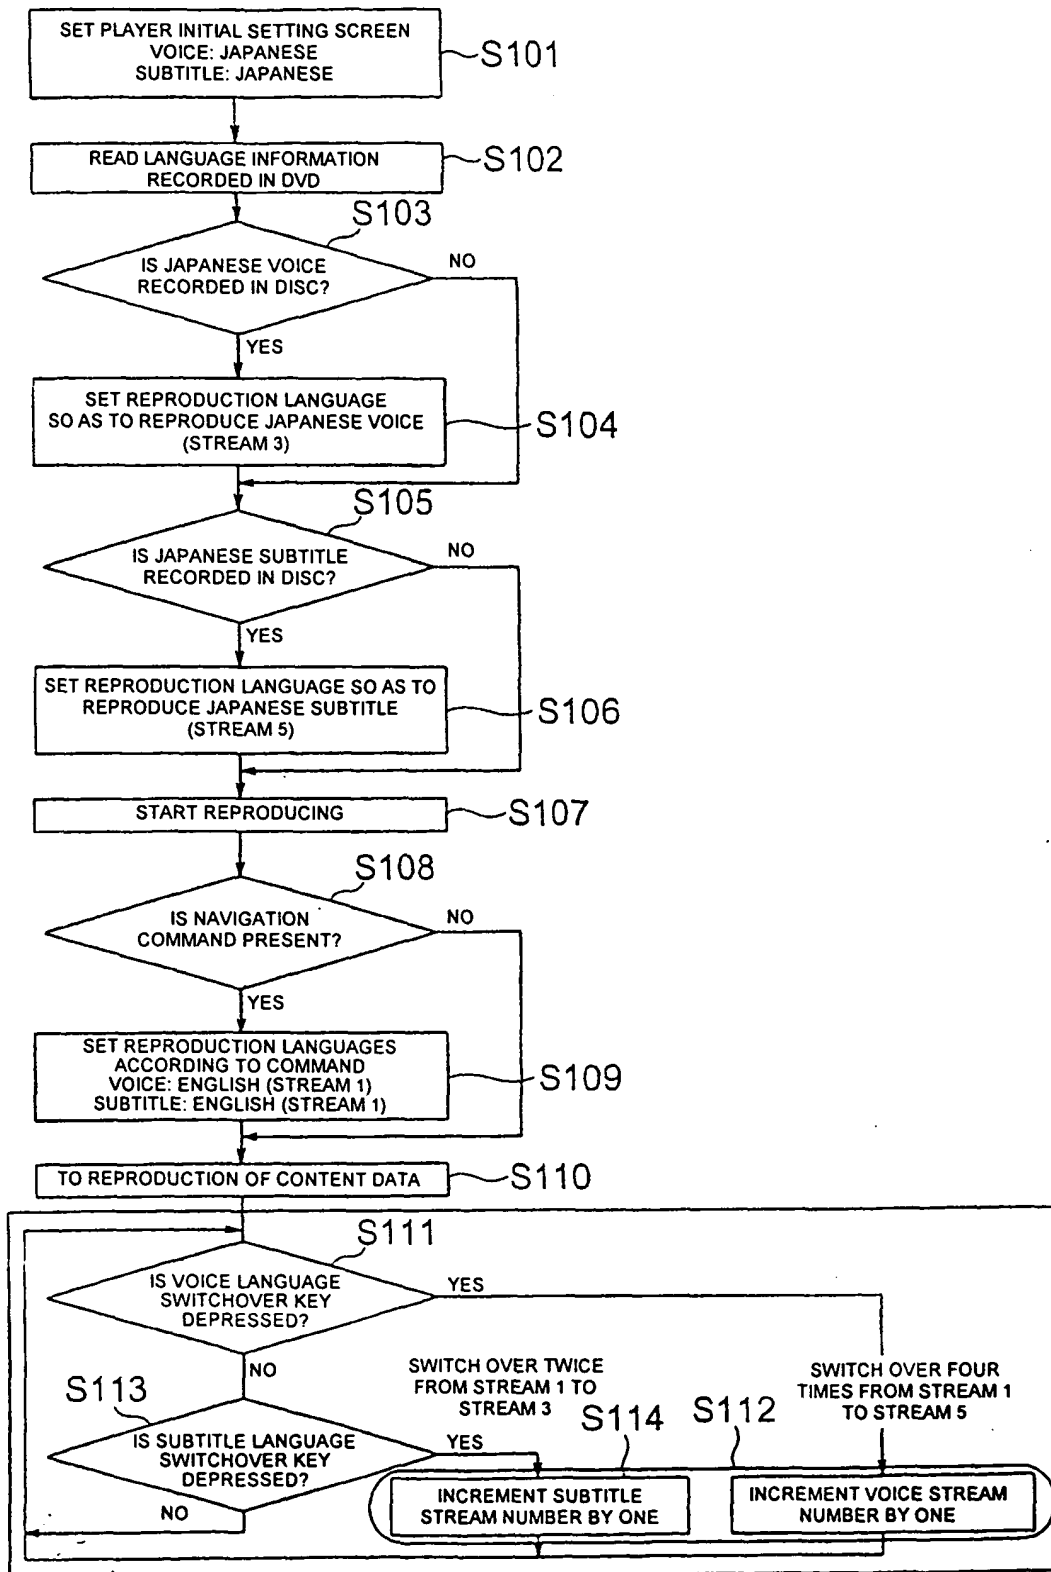 SET PLAYER INITIAL SETTING SCREEN
VOICE: JAPANESE
SUBTITLE: JAPANESE
S101
READ LANGUAGE INFORMATION
RECORDED IN DVD
S102
S103
IS JAPANESE VOICE
RECORDED IN DISC?
NO
YES
SET REPRODUCTION LANGUAGE
SO AS TO REPRODUCE JAPANESE VOICE
(STREAM 3)
S104
S105
IS JAPANESE SUBTITLE
RECORDED IN DISC?
NO
YES
SET REPRODUCTION LANGUAGE SO AS TO
REPRODUCE JAPANESE SUBTITLE
(STREAM 5)
S106
START REPRODUCING
S107
S108
IS NAVIGATION
COMMAND PRESENT?
NO
YES
SET REPRODUCTION LANGUAGES
ACCORDING TO COMMAND
VOICE: ENGLISH (STREAM 1)
SUBTITLE: ENGLISH (STREAM 1)
S109
TO REPRODUCTION OF CONTENT DATA
S110
S111
IS VOICE LANGUAGE
SWITCHOVER KEY
DEPRESSED?
YES
NO
SWITCH OVER TWICE
FROM STREAM 1 TO
STREAM 3
SWITCH OVER FOUR
TIMES FROM STREAM 1
TO STREAM 5
S113
S114
S112
IS SUBTITLE LANGUAGE
SWITCHOVER KEY
DEPRESSED?
YES
NO
INCREMENT SUBTITLE
STREAM NUMBER BY ONE
INCREMENT VOICE STREAM
NUMBER BY ONE